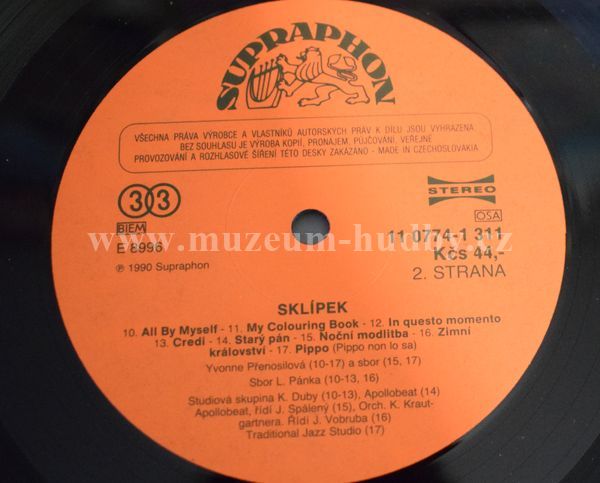 SUPRAPHON
VŠECHNA PRÁVA VÝROBCE A VLASTNÍKŮ AUTORSKÝCH PRÁV K DÍLU JSOU VYHRAZENA.
BEZ SOUHLASU JE VÝROBA KOPIÍ, PRONÁJEM, PŮJČOVÁNÍ, VEŘEJNÉ
PROVOZOVÁNÍ A ROZHLASOVÉ ŠÍŘENÍ TÉTO DESKY ZAKÁZÁNO - MADE IN CZECHOSLOVAKIA
33
STEREO
BIEM
OSA
E 8996
11 0774-1 311
www.muzeum-hudby.cz
Kčs 44,-
℗ 1990 Supraphon
2. STRANA
SKLÍPEK
10. All By Myself - 11. My Colouring Book - 12. In questo momento
13. Credi - 14. Starý pán - 15. Noční modlitba - 16. Zimní
království - 17. Pippo (Pippo non lo sa)
Yvonne Přenosilová (10-17) a sbor (15, 17)
Sbor L. Pánka (10-13, 16)
Studiová skupina K. Duby (10-13), Apollobeat (14)
Apollobeat, řídí J. Spálený (15), Orch. K. Kraut-
gartnera. Řídí J. Vobruba (16)
Traditional Jazz Studio (17)